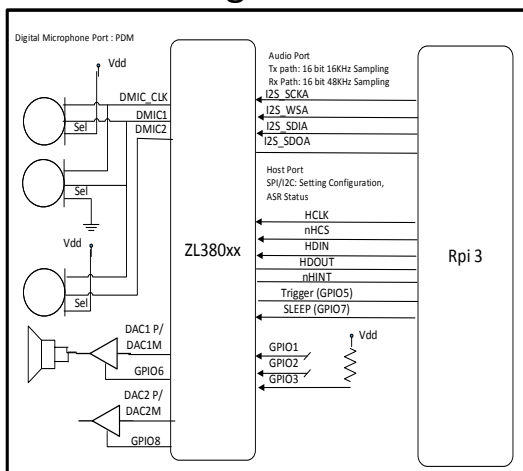 Digital Microphone Port : PDM
Vdd
DMIC_CLK
DMIC1
DMIC2
Sel
Sel
Vdd
Sel
DAC1 P/
DAC1M
GPIO6
DAC2 P/
DAC2M
GPIO8
ZL380xx
Audio Port
Tx path: 16 bit 16KHz Sampling
Rx Path: 16 bit 48KHz Sampling
I2S_SCKA
I2S_WSA
I2S_SDIA
I2S_SDOA
Host Port
SPI/I2C: Setting Configuration,
ASR Status
HCLK
nHCS
HDIN
HDOUT
nHINT
Trigger (GPIO5)
SLEEP (GPIO7)
Vdd
GPIO1
GPIO2
GPIO3
Rpi 3